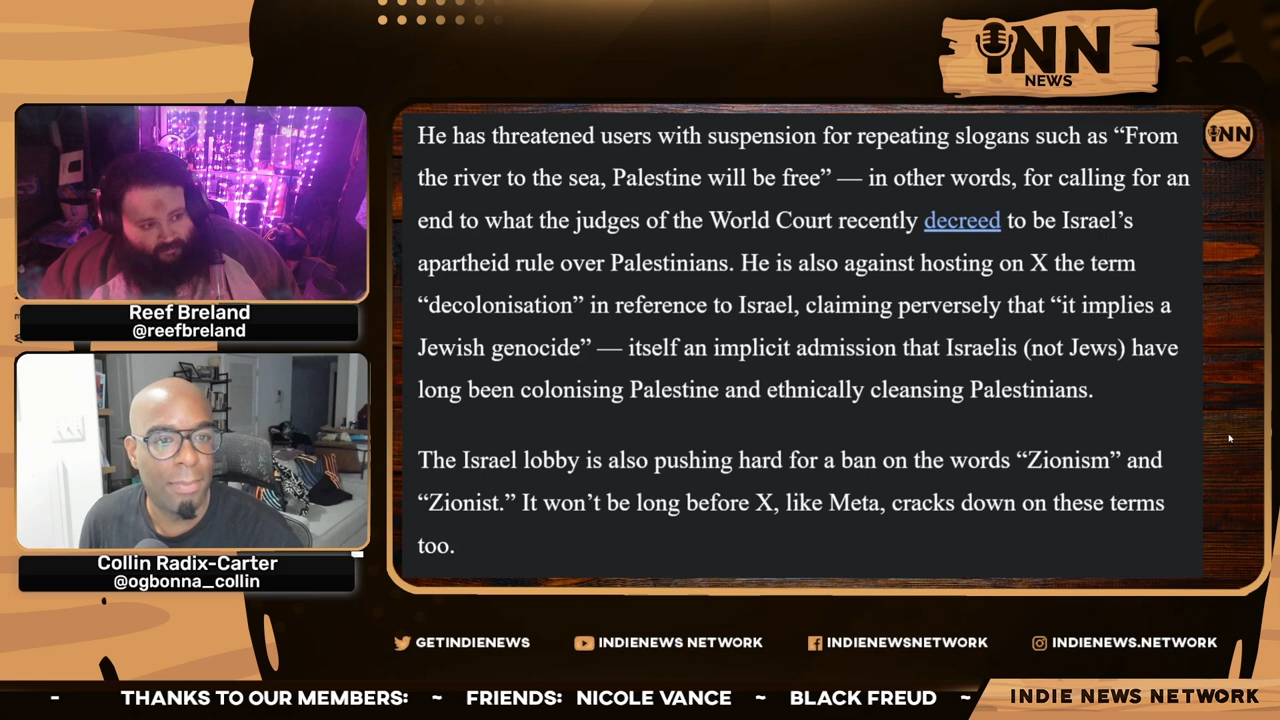 iNN
NEWS
He has threatened users with suspension for repeating slogans such as “From
the river to the sea, Palestine will be free” — in other words, for calling for an
end to what the judges of the World Court recently decreed to be Israel’s
apartheid rule over Palestinians. He is also against hosting on X the term
“decolonisation” in reference to Israel, claiming perversely that “it implies a
Jewish genocide” — itself an implicit admission that Israelis (not Jews) have
long been colonising Palestine and ethnically cleansing Palestinians.
The Israel lobby is also pushing hard for a ban on the words “Zionism” and
“Zionist.” It won’t be long before X, like Meta, cracks down on these terms
too.
iNN
Reef Breland
@reefbreland
Collin Radix-Carter
@ogbonna_collin
GETINDIENEWS
INDIENEWS NETWORK
INDIENEWSNETWORK
INDIENEWS.NETWORK
- THANKS TO OUR MEMBERS: ~ FRIENDS: NICOLE VANCE ~ BLACK FREUD ~
INDIE NEWS NETWORK